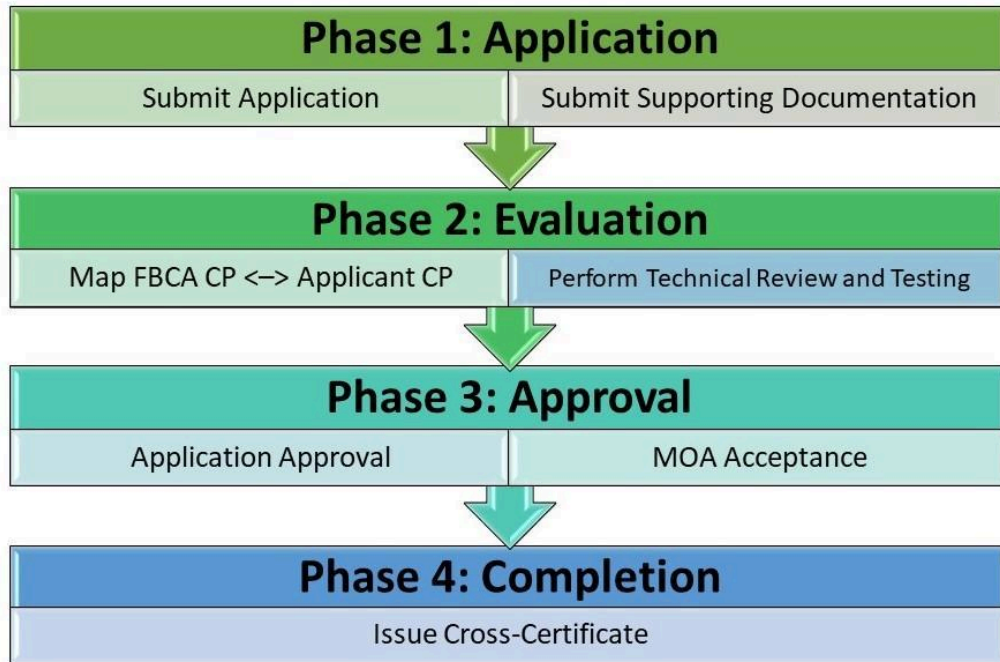 Phase 1: Application
Submit Application
Submit Supporting Documentation
Phase 2: Evaluation
Map FBCA CP <–> Applicant CP
Perform Technical Review and Testing
Phase 3: Approval
Application Approval
MOA Acceptance
Phase 4: Completion
Issue Cross-Certificate